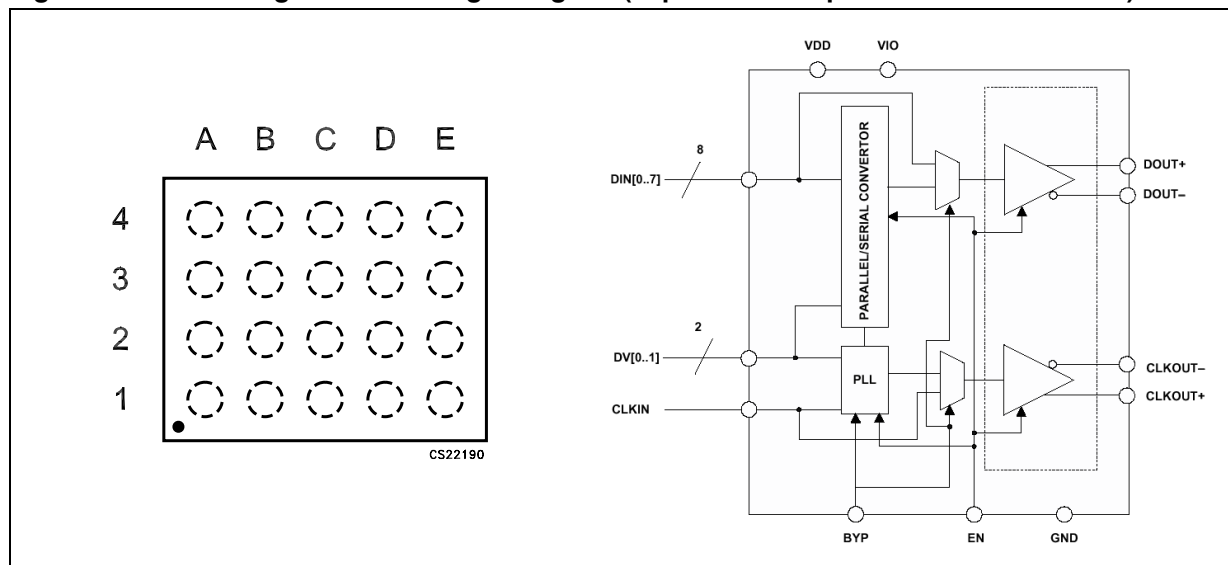 A B C D E
4
3
2
1
CS22190
VDD VIO
8
DIN[0..7]
PARALLEL/SERIAL CONVERTOR
DOUT+
DOUT–
2
DV[0..1]
PLL
CLKIN
CLKOUT–
CLKOUT+
BYP EN GND